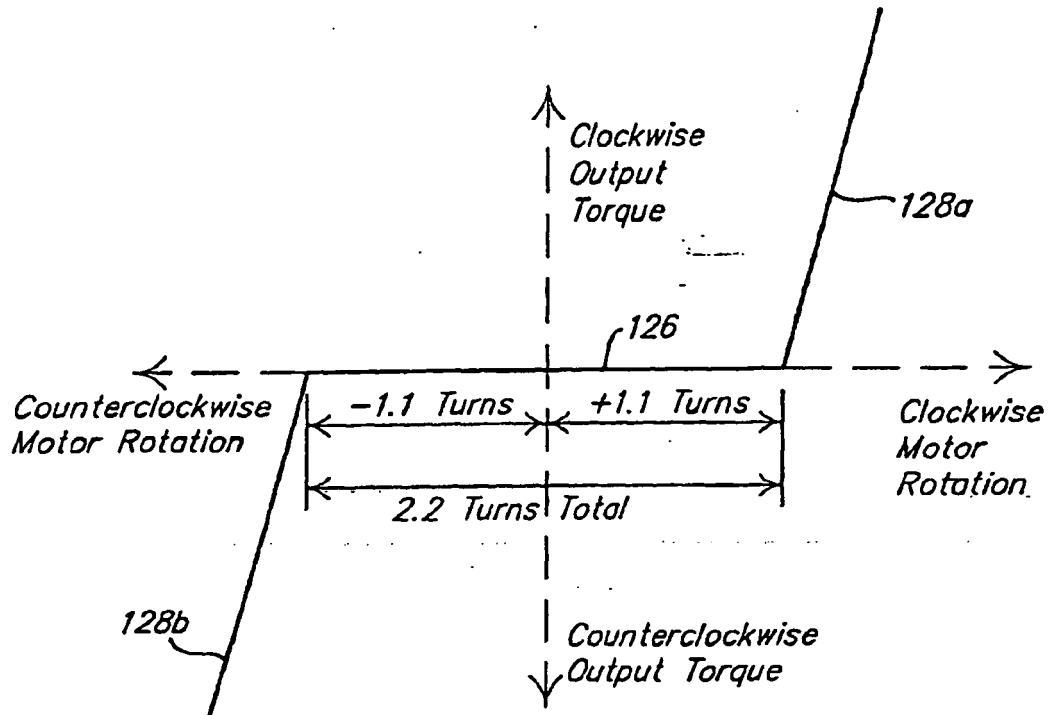 Clockwise
Output
Torque
128a
126
Counterclockwise
Motor Rotation
-1.1 Turns
+1.1 Turns
Clockwise
Motor
Rotation
2.2 Turns Total
128b
Counterclockwise
Output Torque